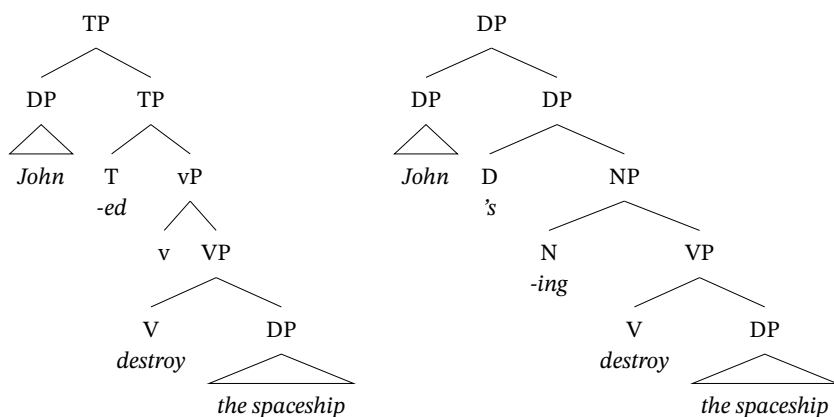 TP DP
DP TP DP DP
John T vP John D NP
-ed 's
v VP N VP
-ing
V DP V DP
destroy destroy
the spaceship the spaceship